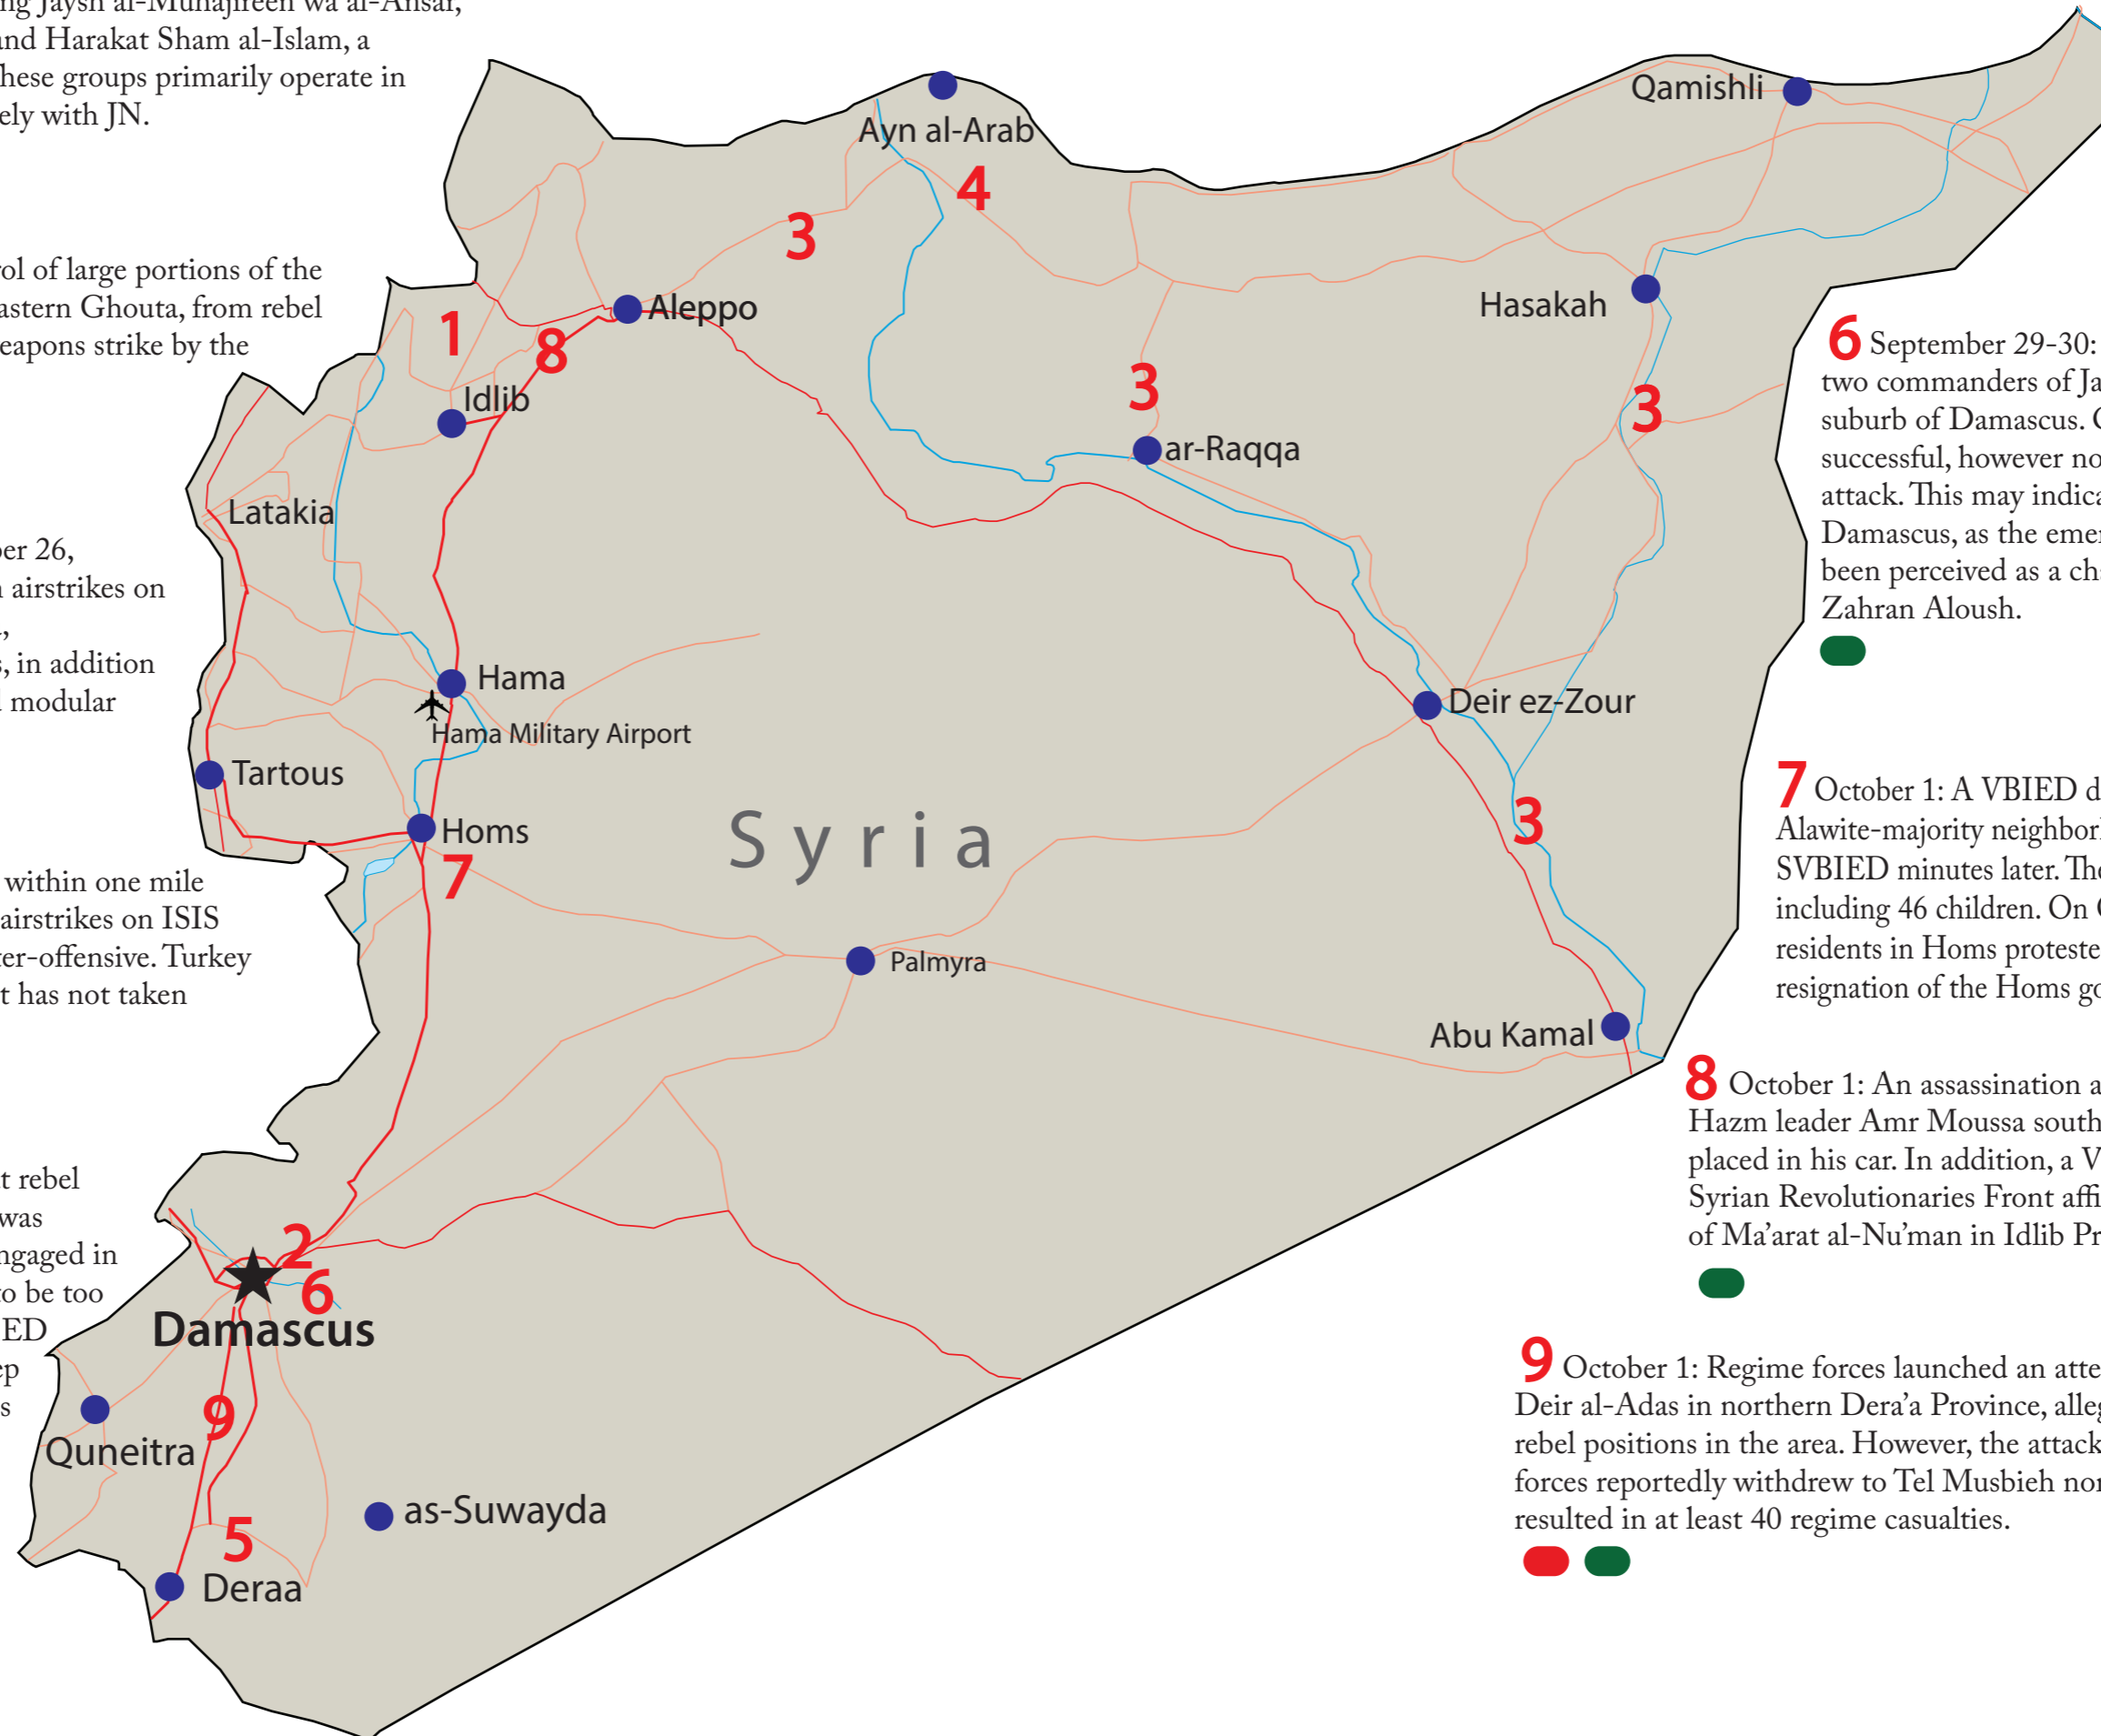 ng Jaysh al-Muhajireen wa al-Ansar,
and Harakat Sham al-Islam, a
These groups primarily operate in
ely with JN.
rol of large portions of the
astern Ghouta, from rebel
eapons strike by the
ber 26,
n airstrikes on
s, in addition
d modular
within one mile
airstrikes on ISIS
ter-offensive. Turkey
t has not taken
at rebel
was
ngaged in
to be too
ED
ep
s
Qamishli
Ayn al-Arab
4
3
Aleppo
1
8
Hasakah
Idlib
3
3
ar-Raqqa
Latakia
Hama
Hama Military Airport
Deir ez-Zour
Tartous
Homs
7
Syria
3
Palmyra
Abu Kamal
2
6
Damascus
9
Quneitra
as-Suwayda
5
Deraa
6 September 29-30:
two commanders of Ja
suburb of Damascus.
successful, however no
attack. This may indica
Damascus, as the emer
been perceived as a ch
Zahran Aloush.
7 October 1: A VBIED d
Alawite-majority neighbor
SVBIED minutes later. The
including 46 children. On
residents in Homs proteste
resignation of the Homs go
8 October 1: An assassination a
Hazm leader Amr Moussa south
placed in his car. In addition, a V
Syrian Revolutionaries Front affi
of Ma’arat al-Nu’man in Idlib Pr
9 October 1: Regime forces launched an atte
Deir al-Adas in northern Dera’a Province, alleg
rebel positions in the area. However, the attack
forces reportedly withdrew to Tel Musbieh nor
resulted in at least 40 regime casualties.